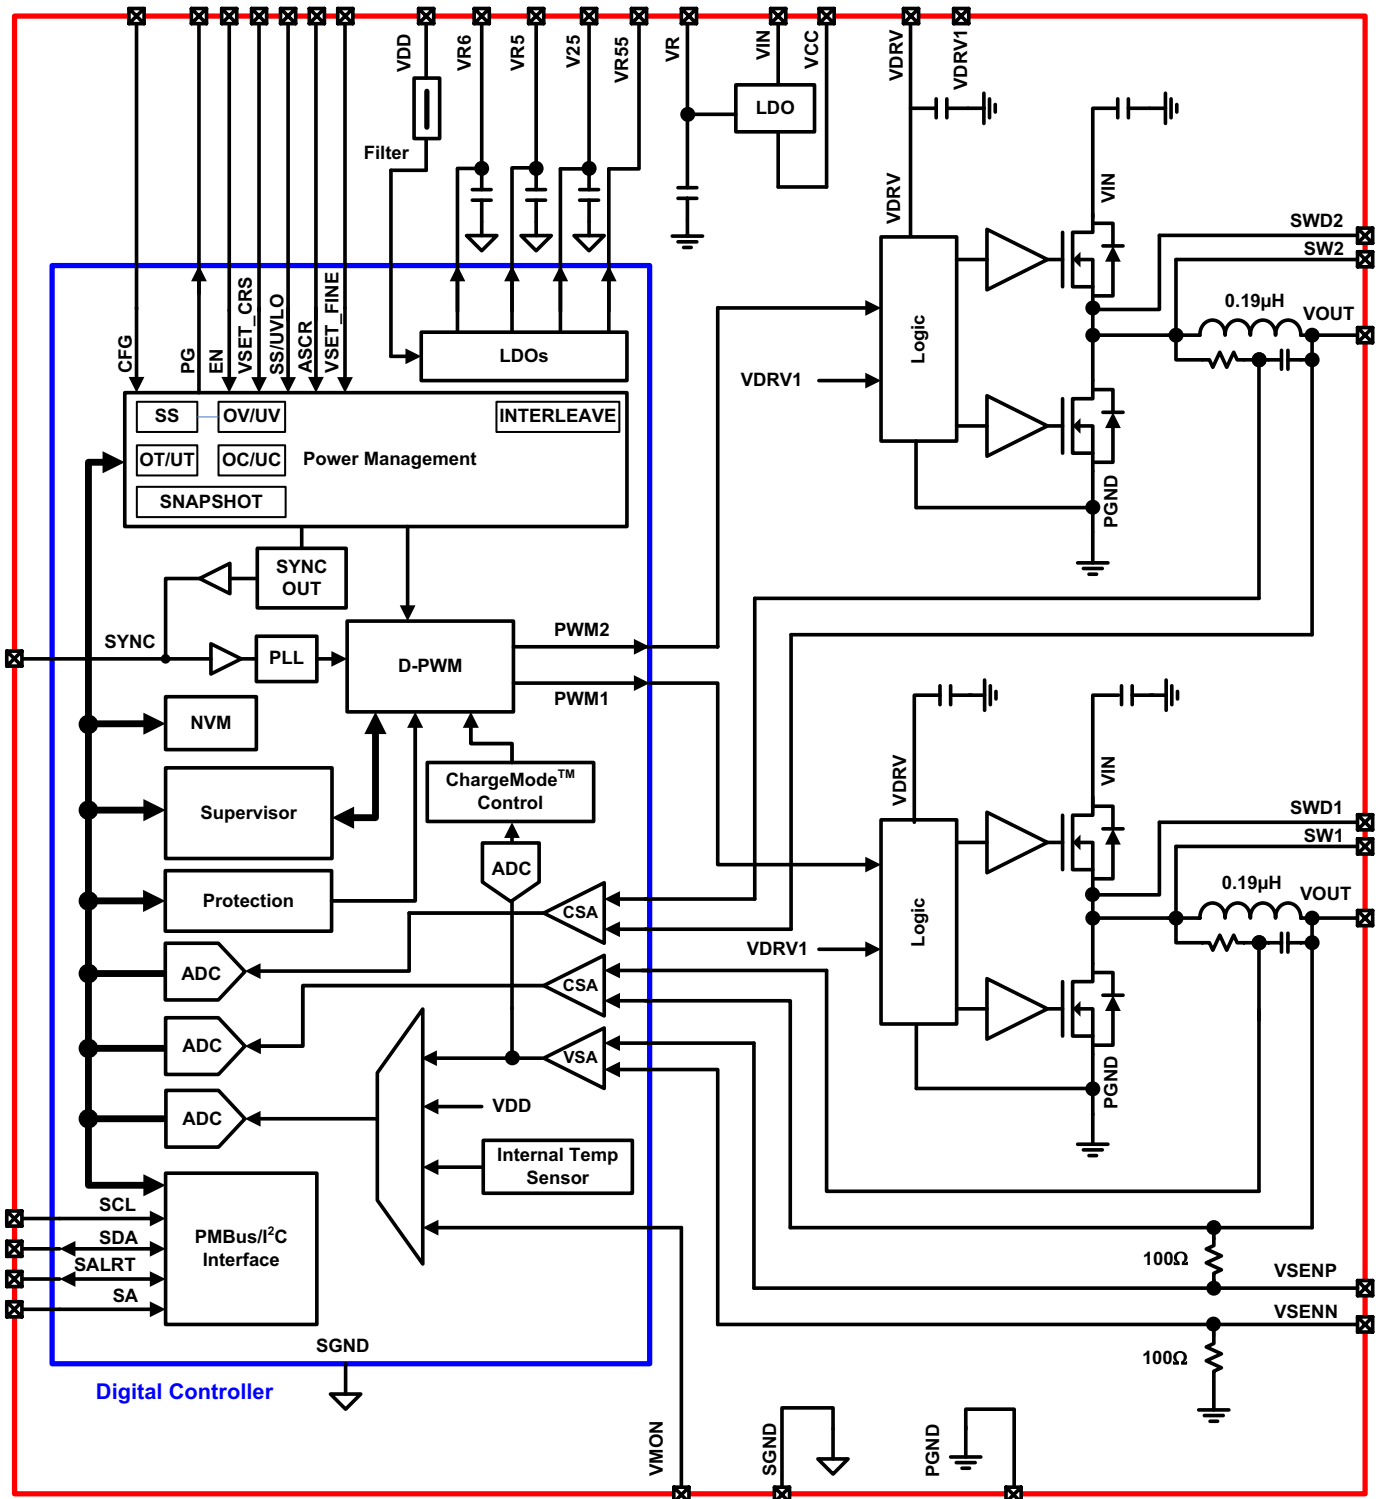 VDD
VR6
VR5
V25
VR55
VR
VIN
VCC
VDRV
VDRV1
LDO
Filter
VDRV
VIN
SWD2
SW2
0.19µH
VOUT
CFG
PG
EN
VSET_CRS
SS/UVLO
ASCR
VSET_FINE
LDOs
Logic
VDRV1
SS
OV/UV
INTERLEAVE
OT/UT
OC/UC
Power Management
SNAPSHOT
PGND
SYNC
OUT
SYNC
PLL
D-PWM
PWM2
PWM1
NVM
ChargeMode™
Control
Supervisor
ADC
Protection
CSA
ADC
CSA
ADC
VSA
ADC
VDD
Internal Temp
Sensor
VDRV
VIN
SWD1
SW1
0.19µH
VOUT
Logic
VDRV1
PGND
SCL
SDA
SALRT
SA
PMBus/I²C
Interface
100Ω
VSENP
VSENN
100Ω
SGND
Digital Controller
VMON
SGND
PGND